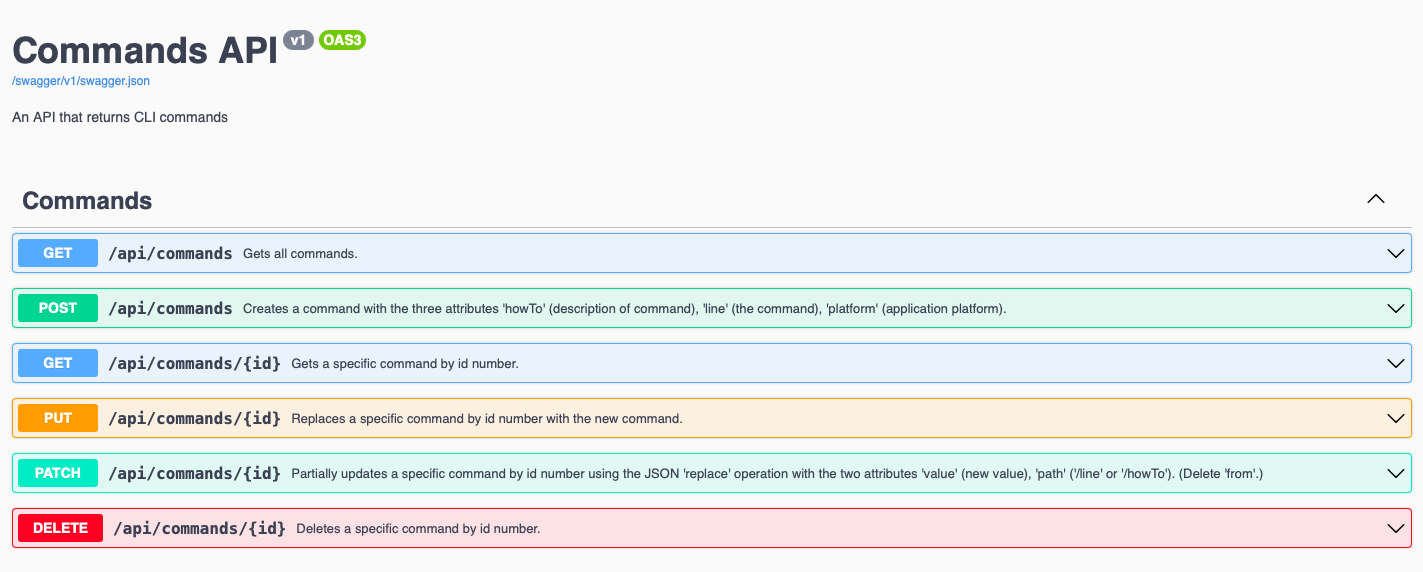 Commands API v1 OAS3
/swagger/v1/swagger.json
An API that returns CLI commands
Commands
GET /api/commands Gets all commands.
POST /api/commands Creates a command with the three attributes 'howTo' (description of command), 'line' (the command), 'platform' (application platform).
GET /api/commands/{id} Gets a specific command by id number.
PUT /api/commands/{id} Replaces a specific command by id number with the new command.
PATCH /api/commands/{id} Partially updates a specific command by id number using the JSON 'replace' operation with the two attributes 'value' (new value), 'path' ('/line' or '/howTo'). (Delete 'from'.)
DELETE /api/commands/{id} Deletes a specific command by id number.